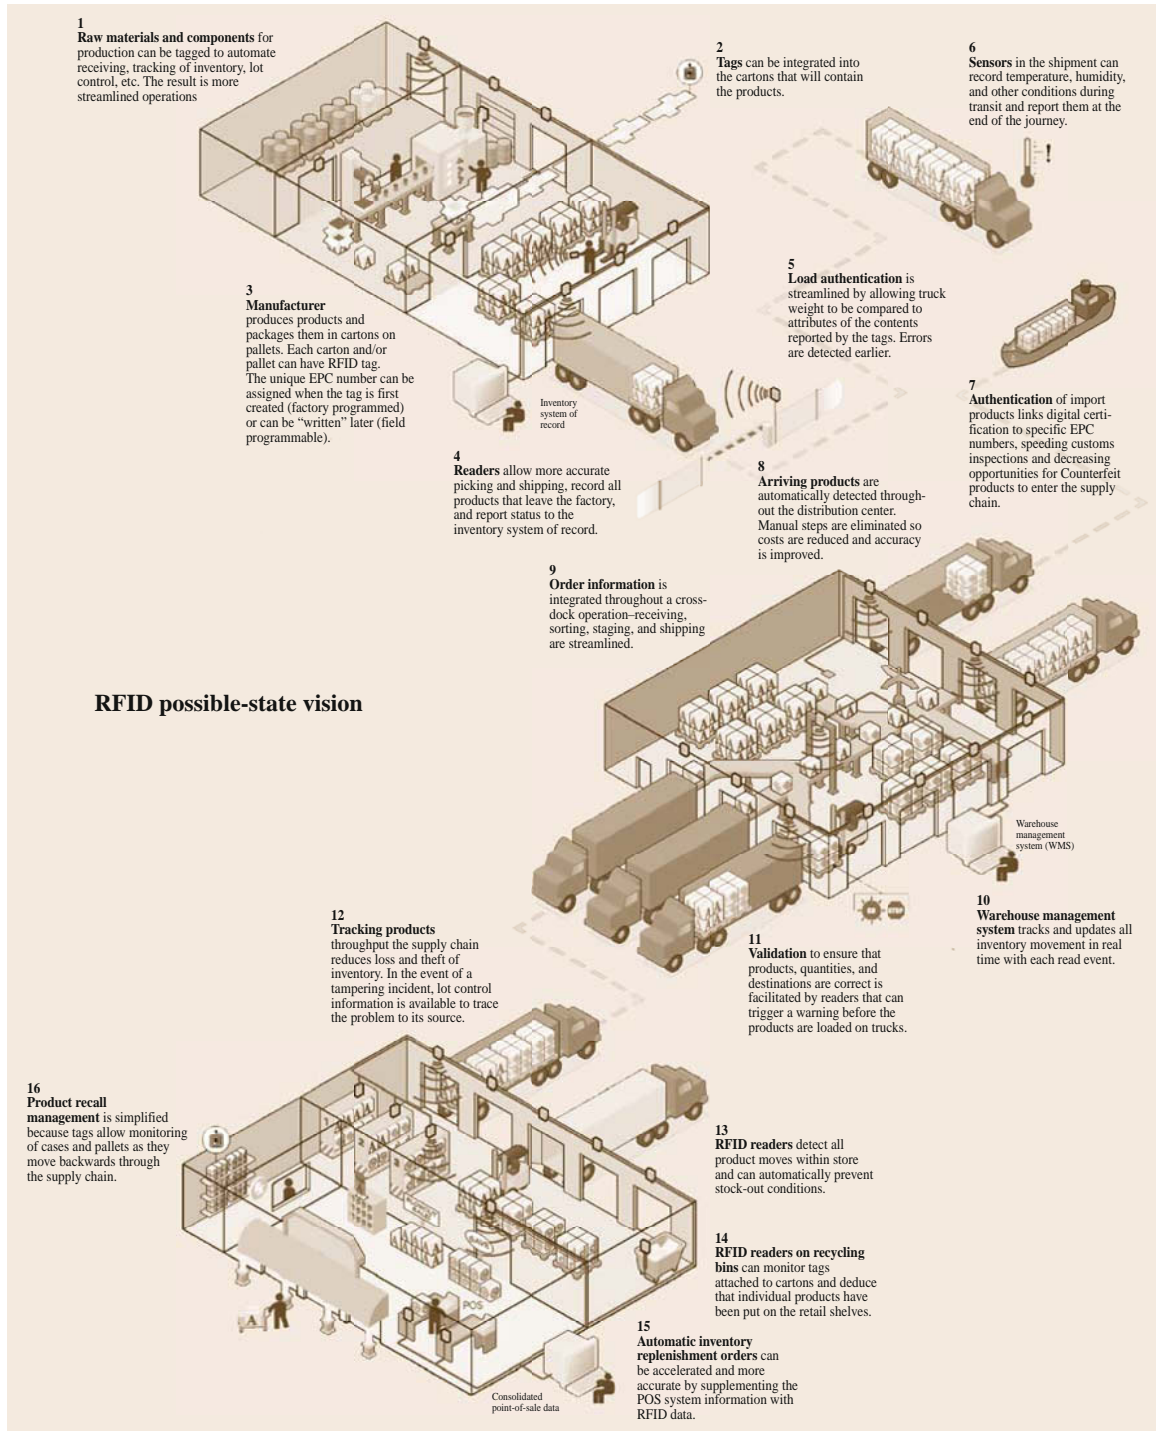 1
Raw materials and components for
production can be tagged to automate
receiving, tracking of inventory, lot
control, etc. The result is more
streamlined operations
2
Tags can be integrated into
the cartons that will contain
the products.
6
Sensors in the shipment can
record temperature, humidity,
and other conditions during
transit and report them at the
end of the journey.
3
Manufacturer
produces products and
packages them in cartons on
pallets. Each carton and/or
pallet can have RFID tag.
The unique EPC number can be
assigned when the tag is first
created (factory programmed)
or can be “written” later (field
programmable).
5
Load authentication is
streamlined by allowing truck
weight to be compared to
attributes of the contents
reported by the tags. Errors
are detected earlier.
Inventory
system of
record
4
Readers allow more accurate
picking and shipping, record all
products that leave the factory,
and report status to the
inventory system of record.
7
Authentication of import
products links digital certi-
fication to specific EPC
numbers, speeding customs
inspections and decreasing
opportunities for Counterfeit
products to enter the supply
chain.
8
Arriving products are
automatically detected through-
out the distribution center.
Manual steps are eliminated so
costs are reduced and accuracy
is improved.
9
Order information is
integrated throughout a cross-
dock operation–receiving,
sorting, staging, and shipping
are streamlined.
RFID possible-state vision
Warehouse
management
system (WMS)
10
Warehouse management
system tracks and updates all
inventory movement in real
time with each read event.
11
Validation to ensure that
products, quantities, and
destinations are correct is
facilitated by readers that can
trigger a warning before the
products are loaded on trucks.
12
Tracking products
throughput the supply chain
reduces loss and theft of
inventory. In the event of a
tampering incident, lot control
information is available to trace
the problem to its source.
16
Product recall
management is simplified
because tags allow monitoring
of cases and pallets as they
move backwards through
the supply chain.
13
RFID readers detect all
product moves within store
and can automatically prevent
stock-out conditions.
14
RFID readers on recycling
bins can monitor tags
attached to cartons and deduce
that individual products have
been put on the retail shelves.
1
2
3
SAVE
POS
A
15
Automatic inventory
replenishment orders can
be accelerated and more
accurate by supplementing the
POS system information with
RFID data.
Consolidated
point-of-sale data